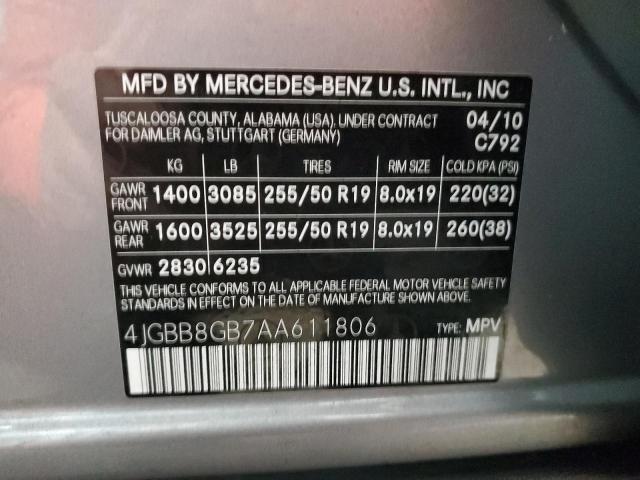 MFD BY MERCEDES-BENZ U.S. INTL., INC
TUSCALOOSA COUNTY, ALABAMA (USA). UNDER CONTRACT 04/10
FOR DAIMLER AG, STUTTGART (GERMANY) C792
KG LB TIRES RIM SIZE COLD KPA (PSI)
GAWR FRONT 1400 3085 255/50 R19 8.0x19 220(32)
GAWR REAR 1600 3525 255/50 R19 8.0x19 260(38)
GVWR 2830 6235
THIS VEHICLE CONFORMS TO ALL APPLICABLE FEDERAL MOTOR VEHICLE SAFETY
STANDARDS IN EFFECT ON THE DATE OF MANUFACTURE SHOWN ABOVE.
4JGBB8GB7AA611806 TYPE: MPV